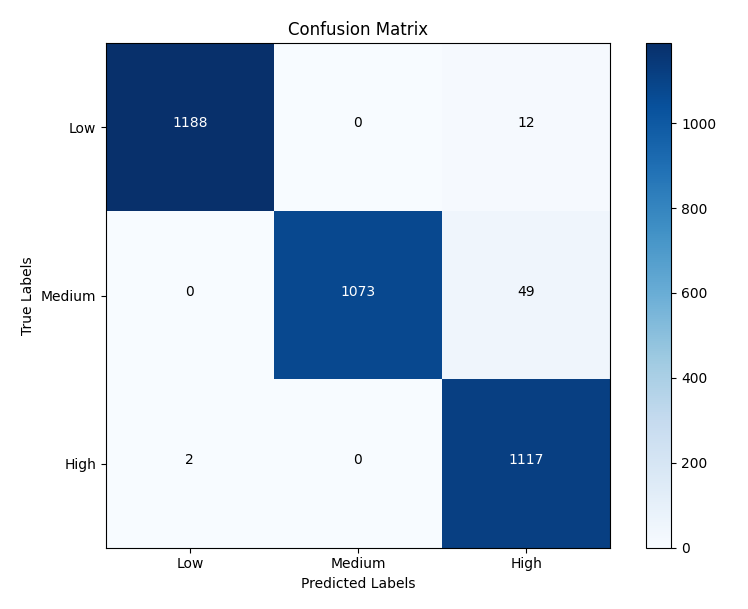 Confusion Matrix
Low 1188 0 12
Medium 0 1073 49
High 2 0 1117
Low Medium High
Predicted Labels
True Labels
1000
800
600
400
200
0